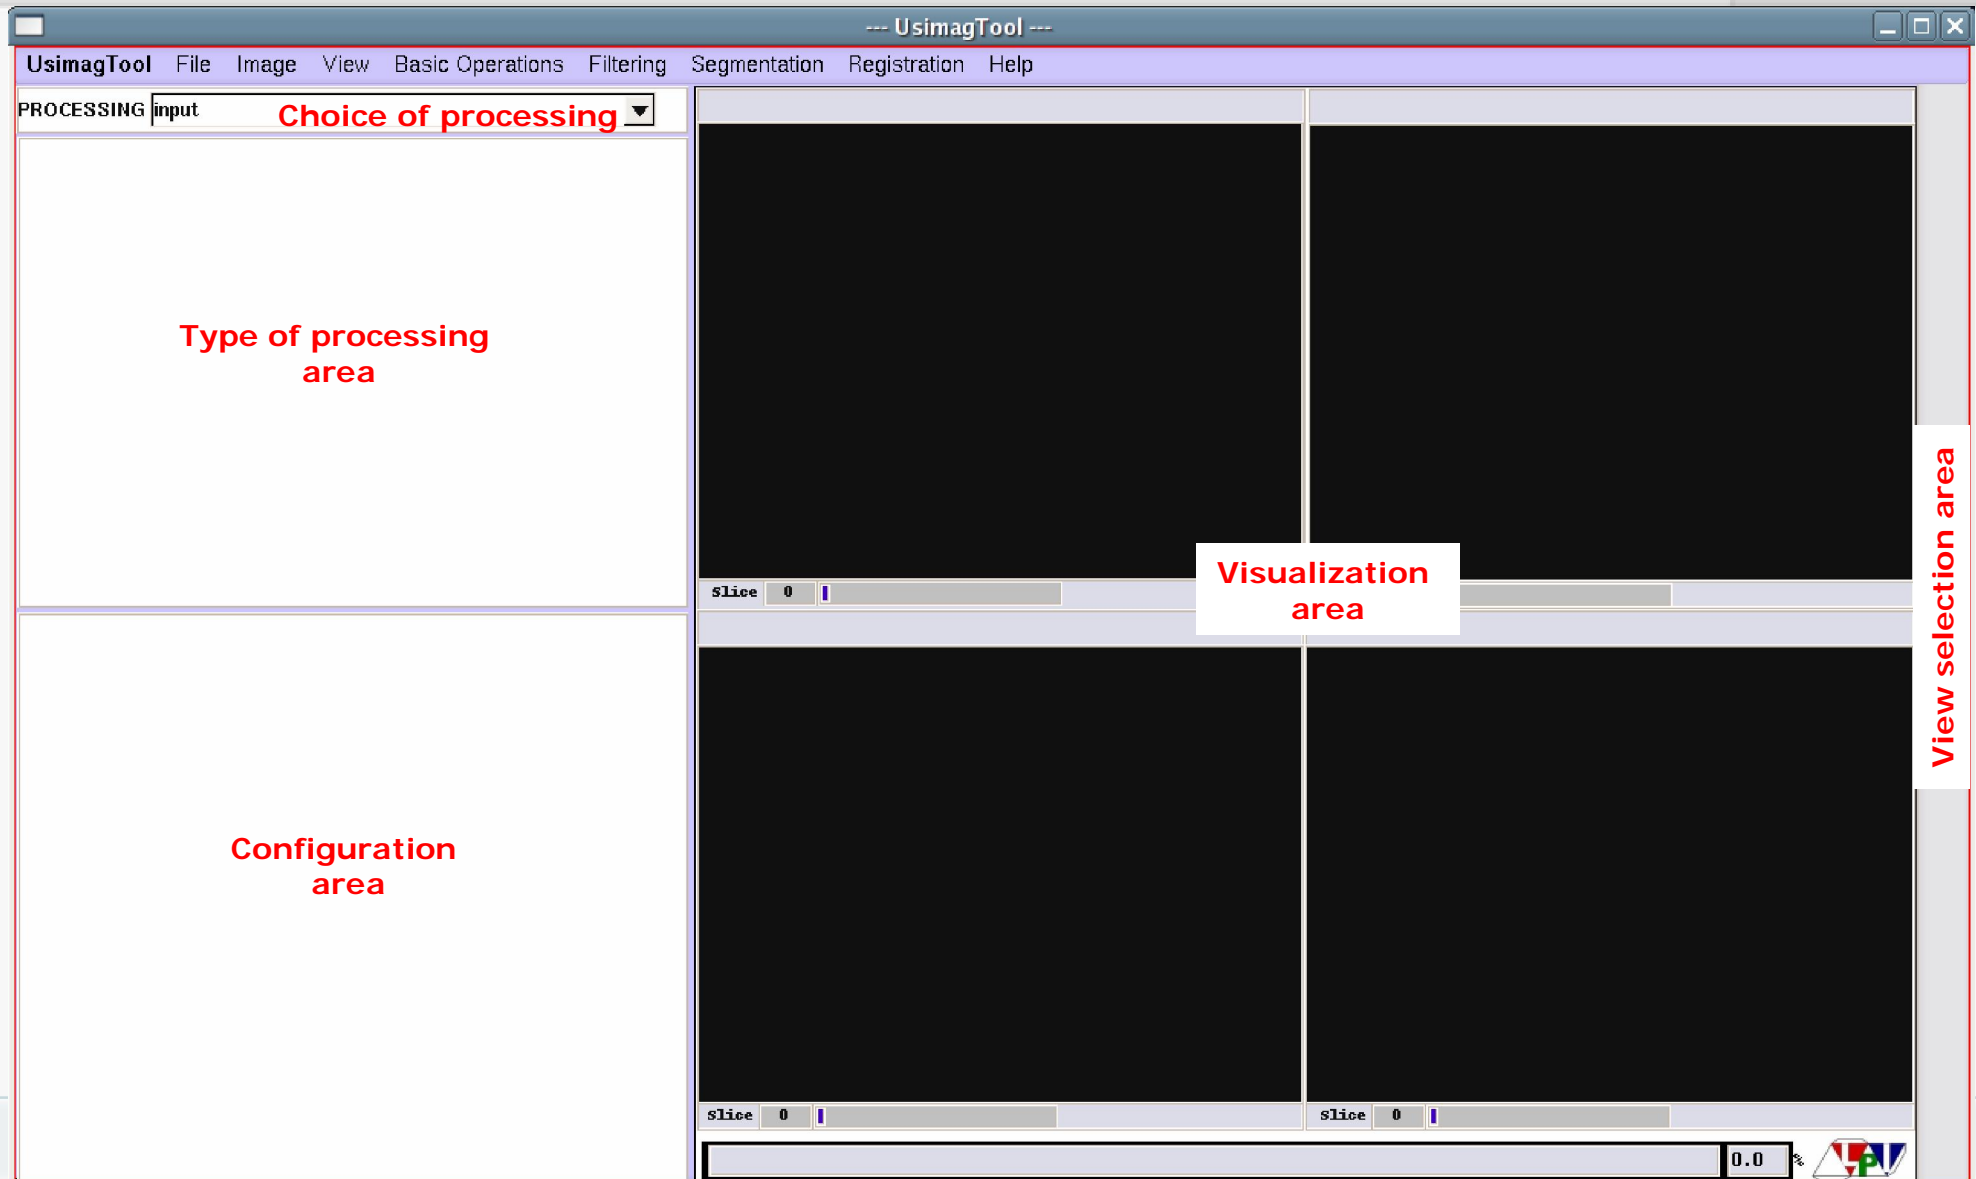 --- UsimagTool ---
UsimagTool File Image View Basic Operations Filtering Segmentation Registration Help
PROCESSING input
Choice of processing
Type of processing
area
Slice 0
Visualization
area
View selection area
Configuration
area
Slice 0
Slice 0
0.0 %
LPV